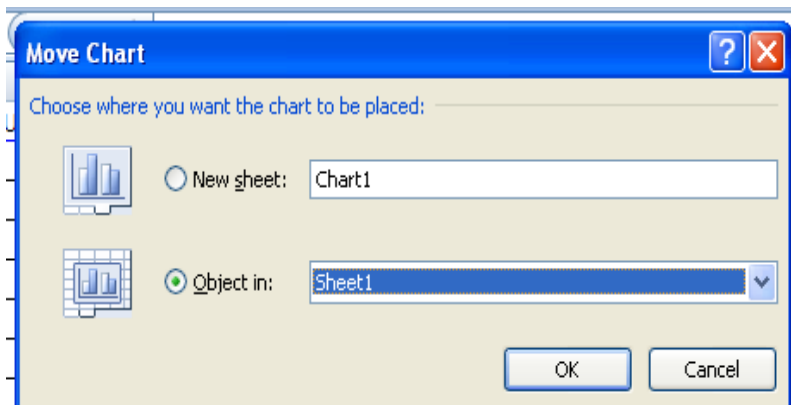 Move Chart
Choose where you want the chart to be placed:
New sheet: Chart1
Object in: Sheet1
OK Cancel